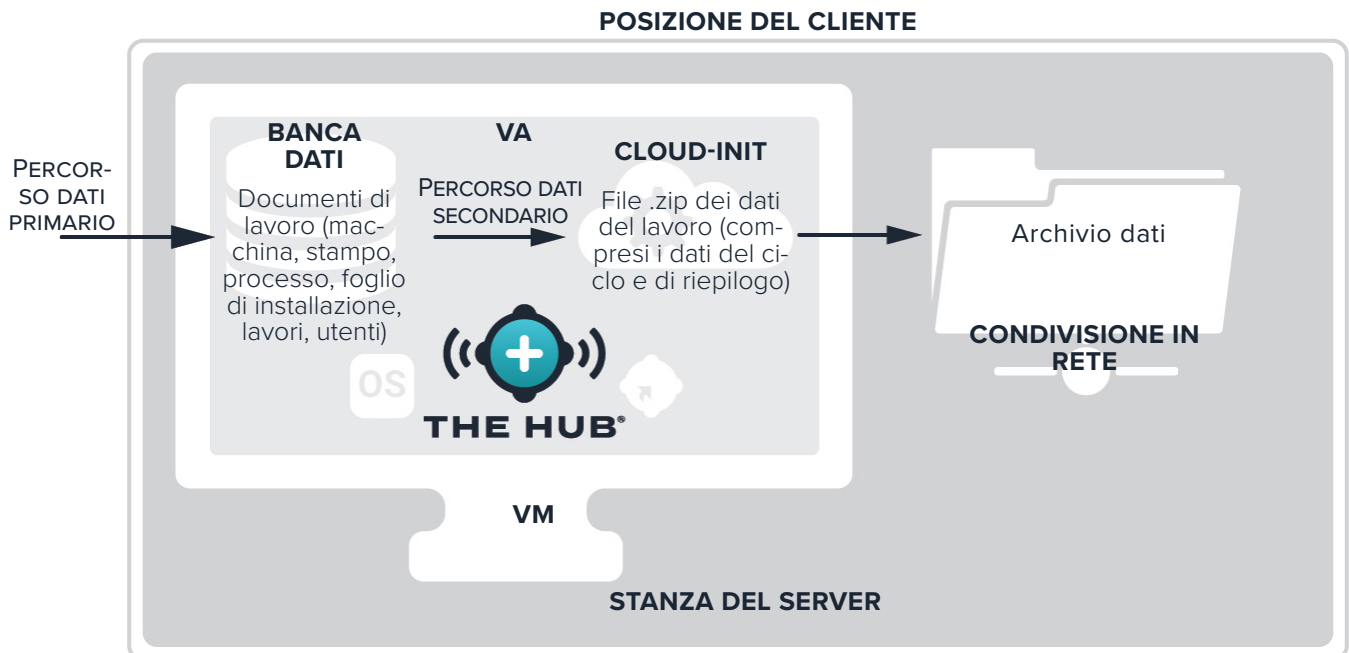 POSIZIONE DEL CLIENTE
PERCOR-
SO DATI
PRIMARIO
BANCA
DATI
Documenti di
lavoro (mac-
china, stampo,
processo, foglio
di installazione,
lavori, utenti)
VA
PERCORSO DATI
SECONDARIO
CLOUD-INIT
File .zip dei dati
del lavoro (com-
presi i dati del ci-
clo e di riepilogo)
Archivio dati
CONDIVISIONE IN
RETE
OS
THE HUB®
VM
STANZA DEL SERVER